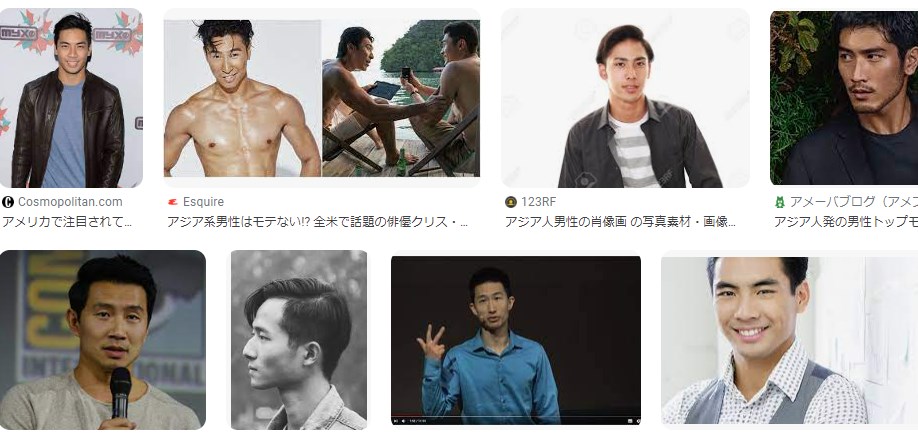 myx
Cosmopolitan.com
アメリカで注目されて...
Esquire
アジア系男性はモテない!? 全米で話題の俳優クリス・...
123RF
アジア人男性の肖像画 の写真素材・画像...
アメーバブログ（アメブ
アジア人発の男性トップモ
CON
INTERNATIONAL